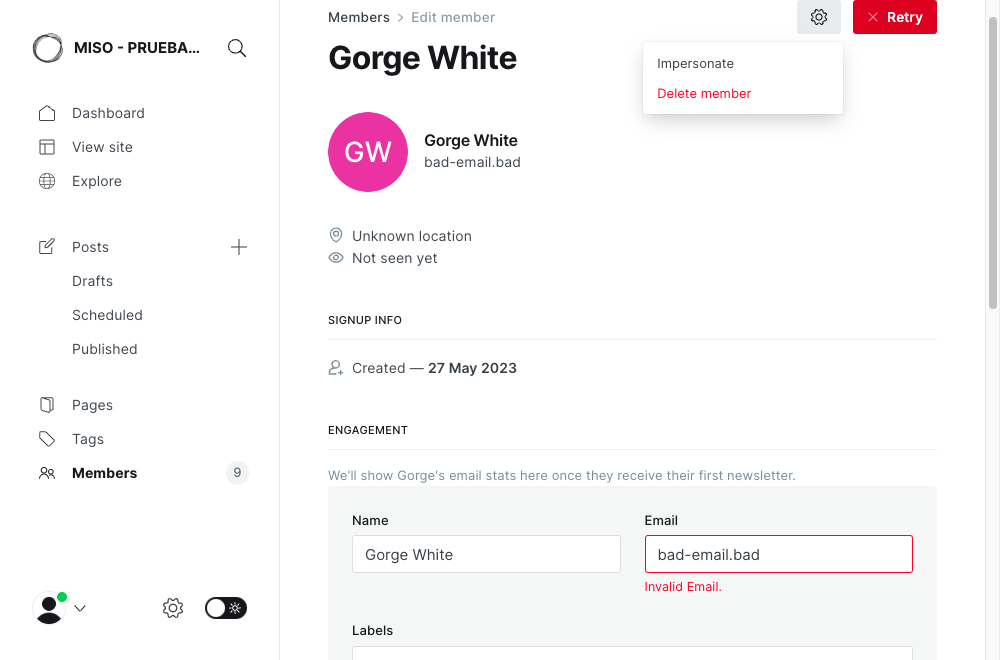 MISO - PRUEBA...
Dashboard
View site
Explore
Posts
Drafts
Scheduled
Published
Pages
Tags
Members 9
Members > Edit member
Retry
Gorge White
Impersonate
Delete member
GW
Gorge White
bad-email.bad
Unknown location
Not seen yet
SIGNUP INFO
Created — 27 May 2023
ENGAGEMENT
We'll show Gorge's email stats here once they receive their first newsletter.
Name
Gorge White
Email
bad-email.bad
Invalid Email.
Labels